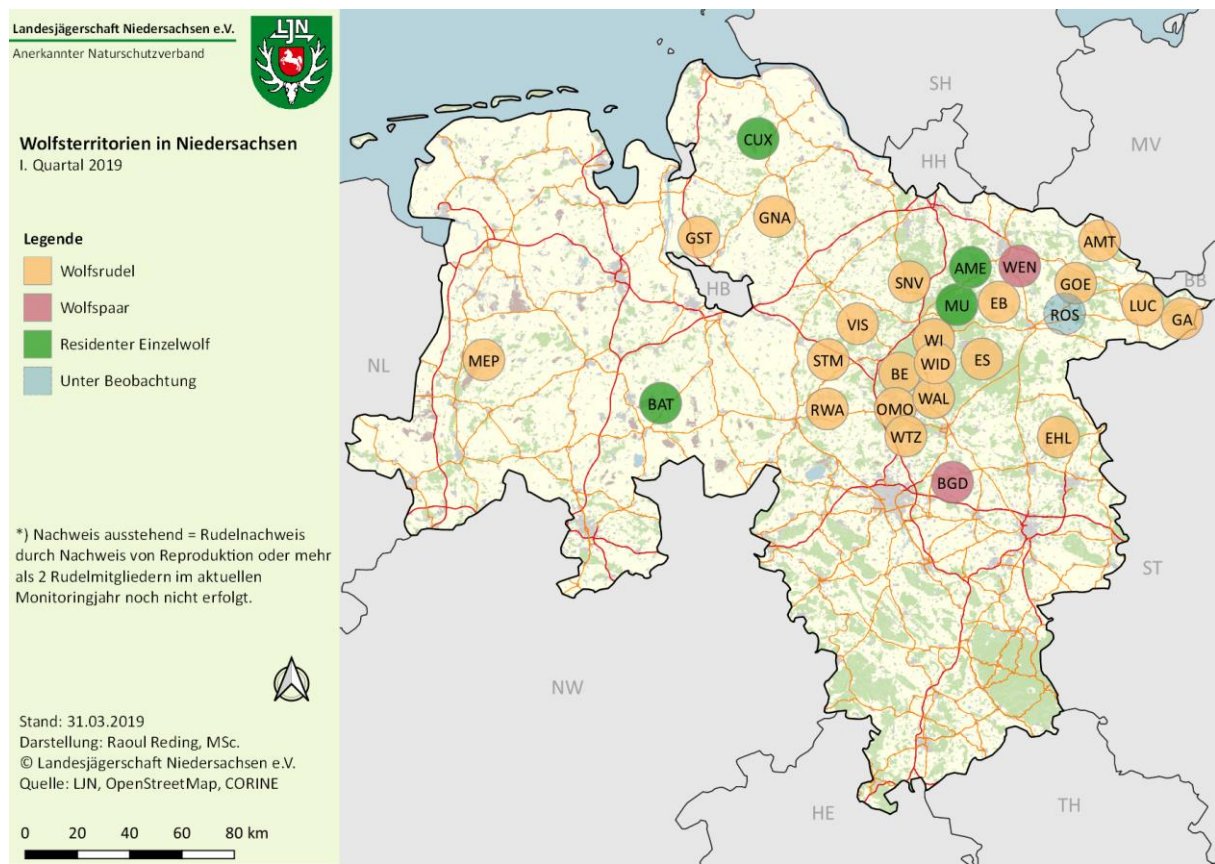 Landesjägerschaft Niedersachsen e.V.
Anerkannter Naturschutzverband
LJN
Wolfsterritorien in Niedersachsen
I. Quartal 2019
Legende
Wolfsrudel
Wolfspaar
Residenter Einzelwolf
Unter Beobachtung
*) Nachweis ausstehend = Rudelnachweis
durch Nachweis von Reproduktion oder mehr
als 2 Rudelmitgliedern im aktuellen
Monitoringjahr noch nicht erfolgt.
Stand: 31.03.2019
Darstellung: Raoul Reding, MSc.
© Landesjägerschaft Niedersachsen e.V.
Quelle: LJN, OpenStreetMap, CORINE
0 20 40 60 80 km
SH
MV
HH
CUX
GNA
GST
AMT
AME
WEN
SNV
GOE
BB
HB
MU
EB
LUC
ROS
GA
VIS
WI
NL
MEP
STM
WID
ES
BE
BAT
WAL
RWA
OMO
WTZ
EHL
BGD
ST
NW
HE
TH